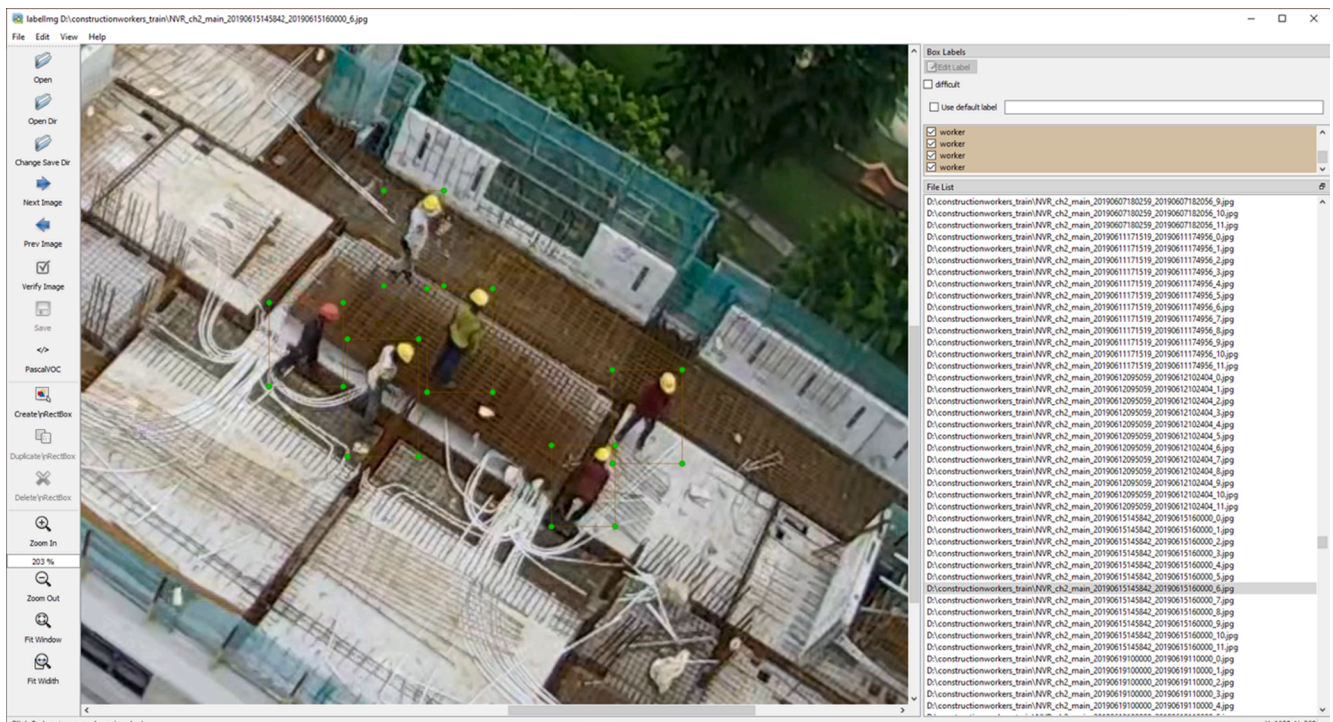 labelImg D:\constructionworkers_train\NVR_ch2_main_20190615145842_20190615160000_6.jpg
File Edit View Help
Open
Open Dir
Change Save Dir
Next Image
Prev Image
Verify Image
Save
</>
PascalVOC
Create\nRectBox
Duplicate\nRectBox
Delete\nRectBox
Zoom In
203 %
Zoom Out
Fit Window
Fit Width
Box Labels
Edit Label
difficult
Use default label
worker
worker
worker
worker
File List
D:\constructionworkers_train\NVR_ch2_main_20190607180259_20190607182056_9.jpg
D:\constructionworkers_train\NVR_ch2_main_20190607180259_20190607182056_10.jpg
D:\constructionworkers_train\NVR_ch2_main_20190607180259_20190607182056_11.jpg
D:\constructionworkers_train\NVR_ch2_main_20190611171519_20190611174956_0.jpg
D:\constructionworkers_train\NVR_ch2_main_20190611171519_20190611174956_1.jpg
D:\constructionworkers_train\NVR_ch2_main_20190611171519_20190611174956_2.jpg
D:\constructionworkers_train\NVR_ch2_main_20190611171519_20190611174956_3.jpg
D:\constructionworkers_train\NVR_ch2_main_20190611171519_20190611174956_4.jpg
D:\constructionworkers_train\NVR_ch2_main_20190611171519_20190611174956_5.jpg
D:\constructionworkers_train\NVR_ch2_main_20190611171519_20190611174956_6.jpg
D:\constructionworkers_train\NVR_ch2_main_20190611171519_20190611174956_7.jpg
D:\constructionworkers_train\NVR_ch2_main_20190611171519_20190611174956_8.jpg
D:\constructionworkers_train\NVR_ch2_main_20190611171519_20190611174956_9.jpg
D:\constructionworkers_train\NVR_ch2_main_20190611171519_20190611174956_10.jpg
D:\constructionworkers_train\NVR_ch2_main_20190611171519_20190611174956_11.jpg
D:\constructionworkers_train\NVR_ch2_main_20190612095059_20190612102404_0.jpg
D:\constructionworkers_train\NVR_ch2_main_20190612095059_20190612102404_1.jpg
D:\constructionworkers_train\NVR_ch2_main_20190612095059_20190612102404_2.jpg
D:\constructionworkers_train\NVR_ch2_main_20190612095059_20190612102404_3.jpg
D:\constructionworkers_train\NVR_ch2_main_20190612095059_20190612102404_4.jpg
D:\constructionworkers_train\NVR_ch2_main_20190612095059_20190612102404_5.jpg
D:\constructionworkers_train\NVR_ch2_main_20190612095059_20190612102404_6.jpg
D:\constructionworkers_train\NVR_ch2_main_20190612095059_20190612102404_7.jpg
D:\constructionworkers_train\NVR_ch2_main_20190612095059_20190612102404_8.jpg
D:\constructionworkers_train\NVR_ch2_main_20190612095059_20190612102404_9.jpg
D:\constructionworkers_train\NVR_ch2_main_20190612095059_20190612102404_10.jpg
D:\constructionworkers_train\NVR_ch2_main_20190612095059_20190612102404_11.jpg
D:\constructionworkers_train\NVR_ch2_main_20190615145842_20190615160000_0.jpg
D:\constructionworkers_train\NVR_ch2_main_20190615145842_20190615160000_1.jpg
D:\constructionworkers_train\NVR_ch2_main_20190615145842_20190615160000_2.jpg
D:\constructionworkers_train\NVR_ch2_main_20190615145842_20190615160000_3.jpg
D:\constructionworkers_train\NVR_ch2_main_20190615145842_20190615160000_4.jpg
D:\constructionworkers_train\NVR_ch2_main_20190615145842_20190615160000_5.jpg
D:\constructionworkers_train\NVR_ch2_main_20190615145842_20190615160000_6.jpg
D:\constructionworkers_train\NVR_ch2_main_20190615145842_20190615160000_7.jpg
D:\constructionworkers_train\NVR_ch2_main_20190615145842_20190615160000_8.jpg
D:\constructionworkers_train\NVR_ch2_main_20190615145842_20190615160000_9.jpg
D:\constructionworkers_train\NVR_ch2_main_20190615145842_20190615160000_10.jpg
D:\constructionworkers_train\NVR_ch2_main_20190615145842_20190615160000_11.jpg
D:\constructionworkers_train\NVR_ch2_main_20190619100000_20190619110000_0.jpg
D:\constructionworkers_train\NVR_ch2_main_20190619100000_20190619110000_1.jpg
D:\constructionworkers_train\NVR_ch2_main_20190619100000_20190619110000_2.jpg
D:\constructionworkers_train\NVR_ch2_main_20190619100000_20190619110000_3.jpg
D:\constructionworkers_train\NVR_ch2_main_20190619100000_20190619110000_4.jpg